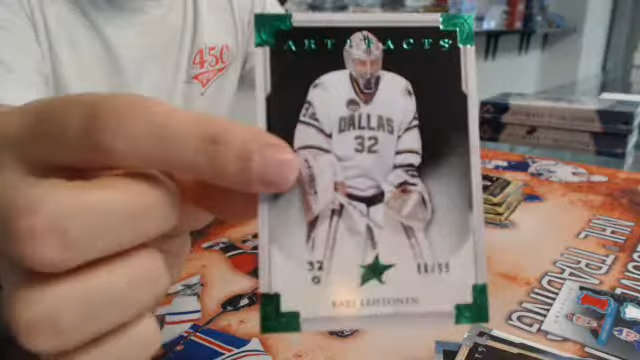 450
ARTIFACTS
DALLAS
32
32
G
KARI LEHTONEN
NHL TRADING